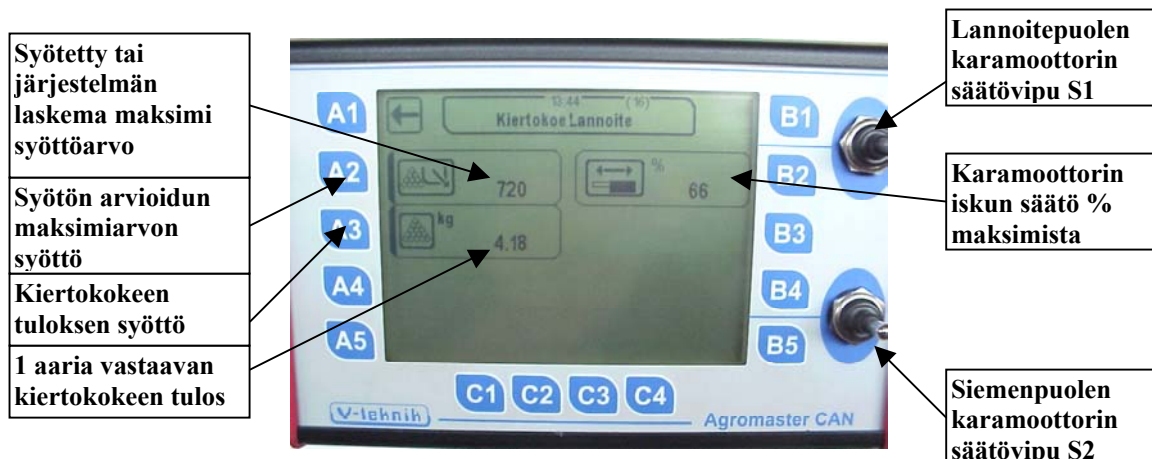 Syötetty tai
järjestelmän
laskema maksimi
syöttöarvo
Syötön arvioidun
maksimiarvon
syöttö
Kiertokokeen
tuloksen syöttö
1 aaria vastaavan
kiertokokeen tulos
A1
A2
A3
A4
A5
13:44 (16)
Kiertokoe Lannoite
720
%
66
kg
4.18
B1
B2
B3
B4
B5
C1 C2 C3 C4
V-teknik
Agromaster CAN
Lannoitepuolen
karamoottorin
säätövipu S1
Karamoottorin
iskun säätö %
maksimista
Siemenpuolen
karamoottorin
säätövipu S2